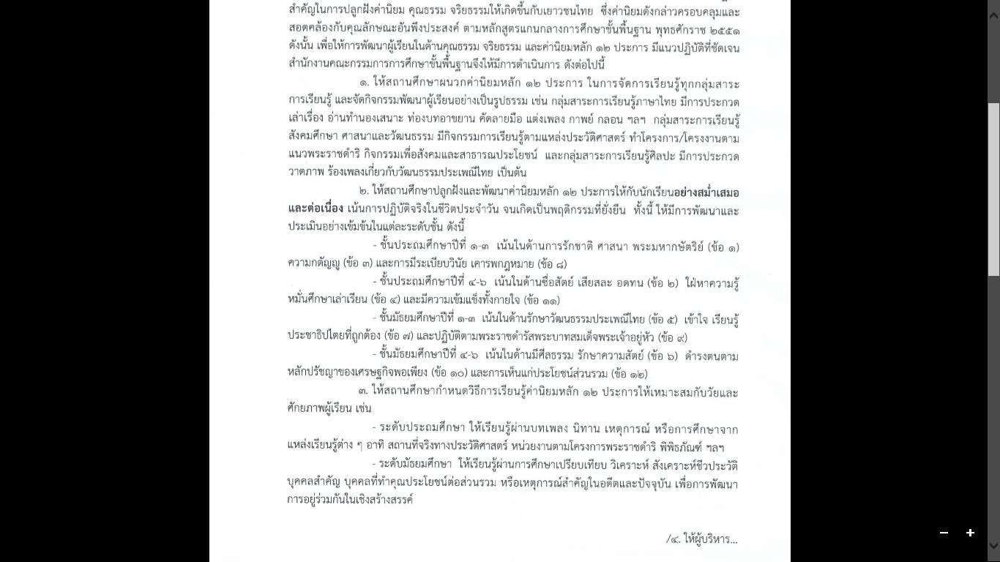 สำคัญในการปลูกฝังค่านิยม คุณธรรม จริยธรรมให้เกิดขึ้นกับเยาวชนไทย ซึ่งค่านิยมดังกล่าวครอบคลุมและ
สอดคล้องกับคุณลักษณะอันพึงประสงค์ ตามหลักสูตรแกนกลางการศึกษาขั้นพื้นฐาน พุทธศักราช ๒๕๕๑
ดังนั้น เพื่อให้การพัฒนาผู้เรียนในด้านคุณธรรม จริยธรรม และค่านิยมหลัก ๑๒ ประการ มีแนวปฏิบัติที่ชัดเจน
สำนักงานคณะกรรมการการศึกษาขั้นพื้นฐานจึงให้มีการดำเนินการ ดังต่อไปนี้
๑. ให้สถานศึกษาผนวกค่านิยมหลัก ๑๒ ประการ ในการจัดการเรียนรู้ทุกกลุ่มสาระ
การเรียนรู้ และจัดกิจกรรมพัฒนาผู้เรียนอย่างเป็นรูปธรรม เช่น กลุ่มสาระการเรียนรู้ภาษาไทย มีการประกวด
เล่าเรื่อง อ่านทำนองเสนาะ ท่องบทอาขยาน คัดลายมือ แต่งเพลง กาพย์ กลอน ฯลฯ กลุ่มสาระการเรียนรู้
สังคมศึกษา ศาสนาและวัฒนธรรม มีกิจกรรมการเรียนรู้ตามแหล่งประวัติศาสตร์ ทำโครงการ/โครงงานตาม
แนวพระราชดำริ กิจกรรมเพื่อสังคมและสาธารณประโยชน์ และกลุ่มสาระการเรียนรู้ศิลปะ มีการประกวด
วาดภาพ ร้องเพลงเกี่ยวกับวัฒนธรรมประเพณีไทย เป็นต้น
๒. ให้สถานศึกษาปลูกฝังและพัฒนาค่านิยมหลัก ๑๒ ประการให้กับนักเรียนอย่างสม่ำเสมอ
และต่อเนื่อง เน้นการปฏิบัติจริงในชีวิตประจำวัน จนเกิดเป็นพฤติกรรมที่ยั่งยืน ทั้งนี้ ให้มีการพัฒนาและ
ประเมินอย่างเข้มข้นในแต่ละระดับชั้น ดังนี้
- ชั้นประถมศึกษาปีที่ ๑-๓ เน้นในด้านการรักชาติ ศาสนา พระมหากษัตริย์ (ข้อ ๑)
ความกตัญญู (ข้อ ๓) และการมีระเบียบวินัย เคารพกฎหมาย (ข้อ ๘)
- ชั้นประถมศึกษาปีที่ ๔-๖ เน้นในด้านซื่อสัตย์ เสียสละ อดทน (ข้อ ๒) ใฝ่หาความรู้
หมั่นศึกษาเล่าเรียน (ข้อ ๔) และมีความเข้มแข็งทั้งกายใจ (ข้อ ๑๑)
- ชั้นมัธยมศึกษาปีที่ ๑-๓ เน้นในด้านรักษาวัฒนธรรมประเพณีไทย (ข้อ ๕) เข้าใจ เรียนรู้
ประชาธิปไตยที่ถูกต้อง (ข้อ ๗) และปฏิบัติตามพระราชดำรัสพระบาทสมเด็จพระเจ้าอยู่หัว (ข้อ ๙)
- ชั้นมัธยมศึกษาปีที่ ๔-๖ เน้นในด้านมีศีลธรรม รักษาความสัตย์ (ข้อ ๖) ดำรงตนตาม
หลักปรัชญาของเศรษฐกิจพอเพียง (ข้อ ๑๐) และการเห็นแก่ประโยชน์ส่วนรวม (ข้อ ๑๒)
๓. ให้สถานศึกษากำหนดวิธีการเรียนรู้ค่านิยมหลัก ๑๒ ประการให้เหมาะสมกับวัยและ
ศักยภาพผู้เรียน เช่น
- ระดับประถมศึกษา ให้เรียนรู้ผ่านบทเพลง นิทาน เหตุการณ์ หรือการศึกษาจาก
แหล่งเรียนรู้ต่าง ๆ อาทิ สถานที่จริงทางประวัติศาสตร์ หน่วยงานตามโครงการพระราชดำริ พิพิธภัณฑ์ ฯลฯ
- ระดับมัธยมศึกษา ให้เรียนรู้ผ่านการศึกษาเปรียบเทียบ วิเคราะห์ สังเคราะห์ชีวประวัติ
บุคคลสำคัญ บุคคลที่ทำคุณประโยชน์ต่อส่วนรวม หรือเหตุการณ์สำคัญในอดีตและปัจจุบัน เพื่อการพัฒนา
การอยู่ร่วมกันในเชิงสร้างสรรค์
/๔. ให้ผู้บริหาร...